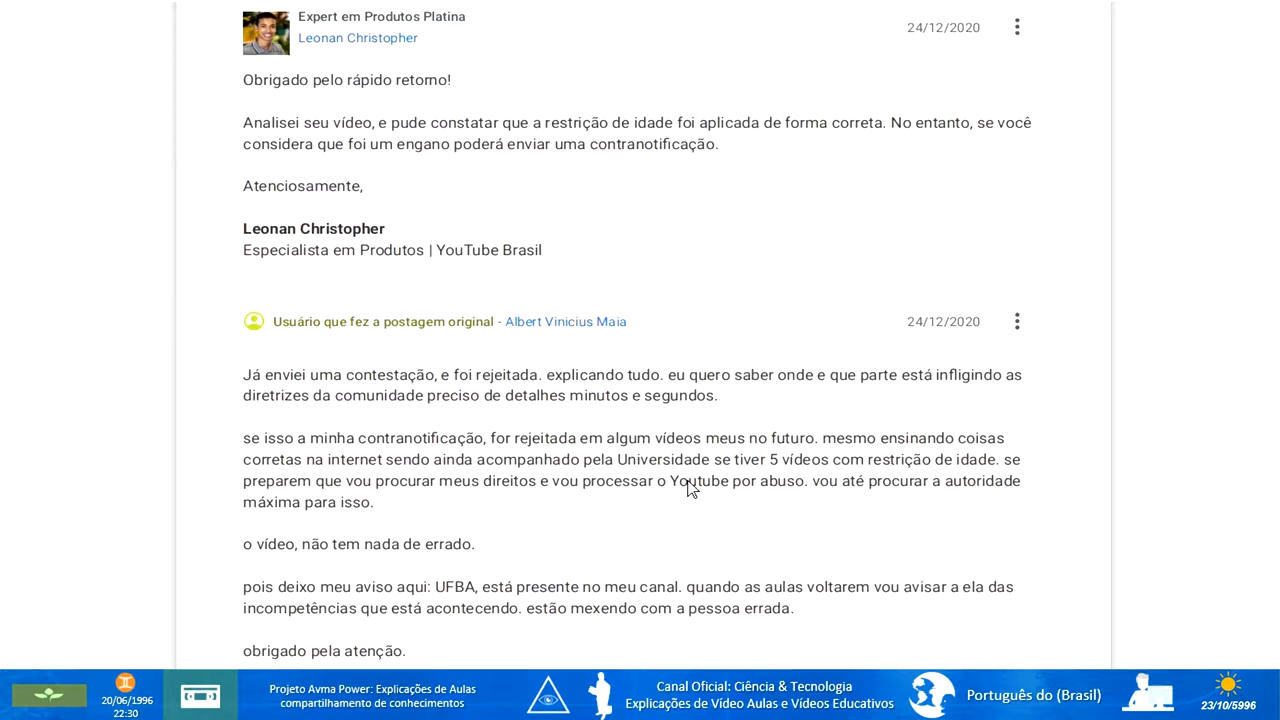 Expert em Produtos Platina
Leonan Christopher
24/12/2020
Obrigado pelo rápido retorno!
Analisei seu vídeo, e pude constatar que a restrição de idade foi aplicada de forma correta. No entanto, se você
considera que foi um engano poderá enviar uma contranotificação.
Atenciosamente,
Leonan Christopher
Especialista em Produtos | YouTube Brasil
Usuário que fez a postagem original - Albert Vinicius Maia
24/12/2020
Já enviei uma contestação, e foi rejeitada. explicando tudo. eu quero saber onde e que parte está infligindo as
diretrizes da comunidade preciso de detalhes minutos e segundos.
se isso a minha contranotificação, for rejeitada em algum vídeos meus no futuro. mesmo ensinando coisas
corretas na internet sendo ainda acompanhado pela Universidade se tiver 5 vídeos com restrição de idade. se
preparem que vou procurar meus direitos e vou processar o Youtube por abuso. vou até procurar a autoridade
máxima para isso.
o vídeo, não tem nada de errado.
pois deixo meu aviso aqui: UFBA, está presente no meu canal. quando as aulas voltarem vou avisar a ela das
incompetências que está acontecendo. estão mexendo com a pessoa errada.
obrigado pela atenção.
20/06/1996
22:30
Projeto Avma Power: Explicações de Aulas
compartilhamento de conhecimentos
Canal Oficial: Ciência & Tecnologia
Explicações de Vídeo Aulas e Vídeos Educativos
Português do (Brasil)
23/10/5996